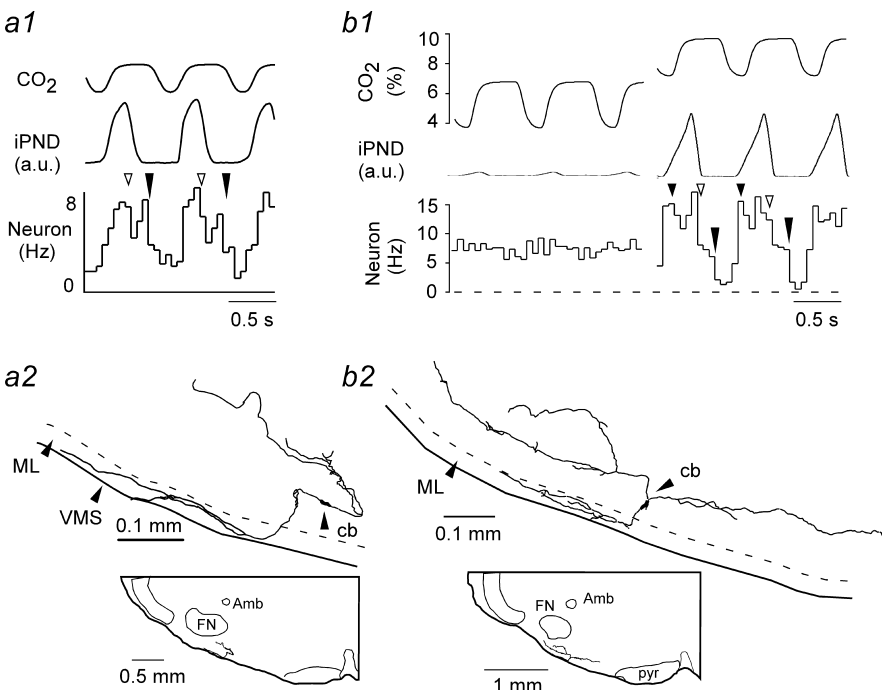 a1
CO2
iPND
(a.u.)
8
Neuron
(Hz)
0
0.5 s
b1
10
8
6
4
CO2
(%)
iPND
(a.u.)
15
10
5
0
Neuron
(Hz)
0.5 s
a2
ML
VMS
0.1 mm
cb
Amb
FN
0.5 mm
b2
cb
ML
0.1 mm
Amb
FN
pyr
1 mm